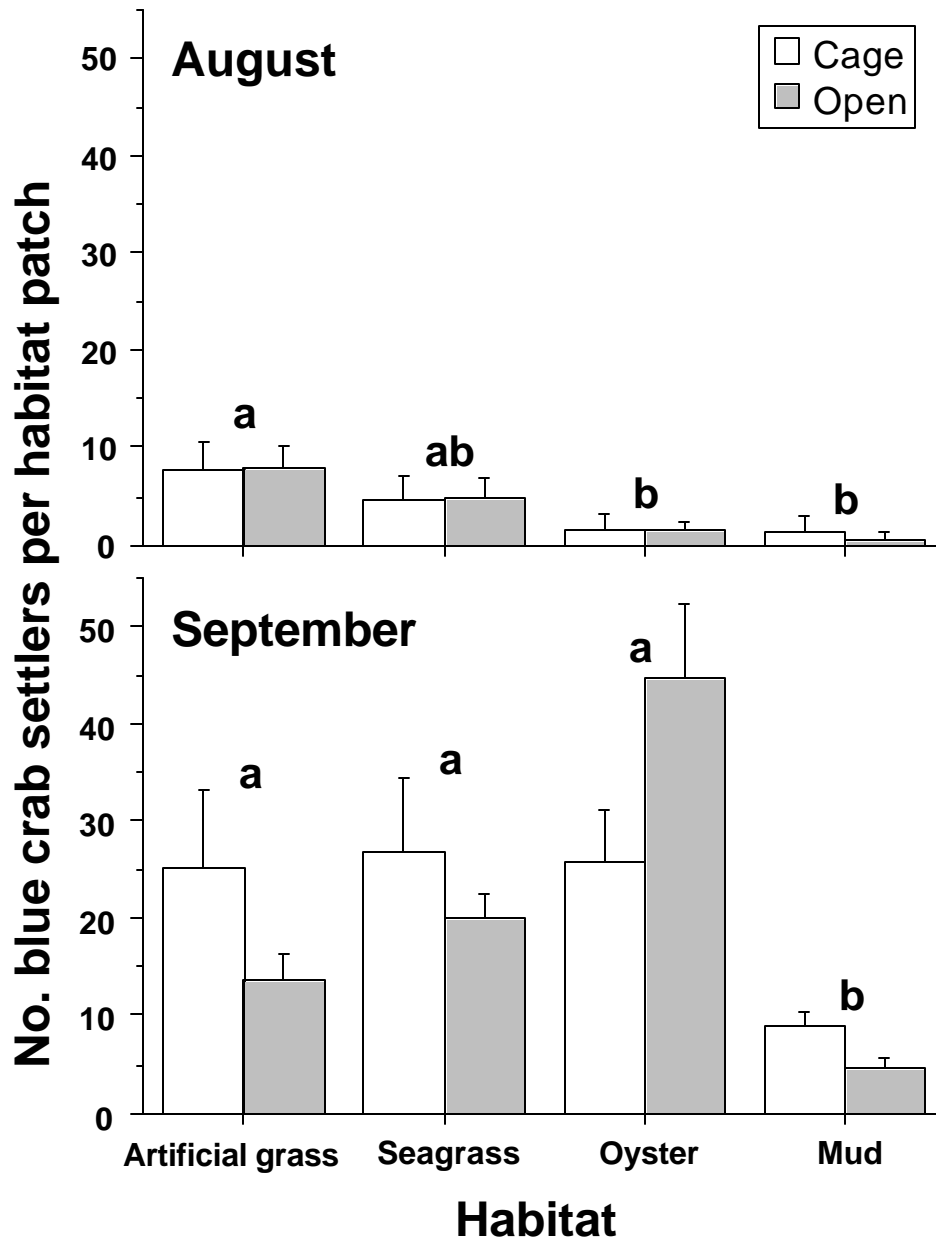 No. blue crab settlers per habitat patch
August
Cage
Open
50
40
30
20
10
0
a
ab
b
b
September
50
40
30
20
10
0
a
a
a
b
Artificial grass
Seagrass
Oyster
Mud
Habitat